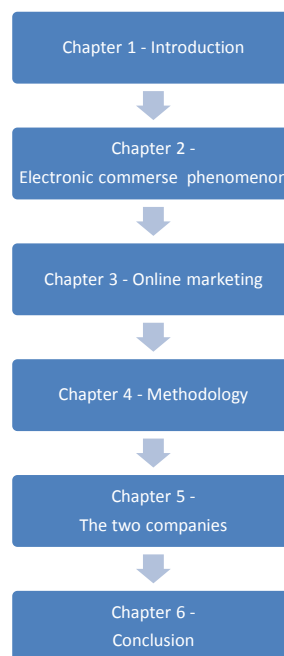 Chapter 1 - Introduction
Chapter 2 -
Electronic commerse phenomenon
Chapter 3 - Online marketing
Chapter 4 - Methodology
Chapter 5 -
The two companies
Chapter 6 -
Conclusion